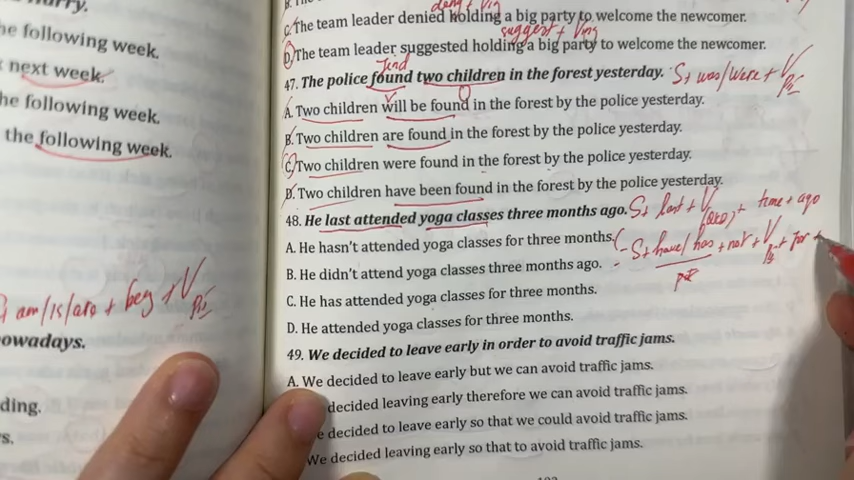 urry.
he following week.
next week.
he following week.
the following week.
am/is/are + being + V PII
owadays.
ding.
s.
B. The
deny + Ving
C. The team leader denied holding a big party to welcome the newcomer.
suggest + Ving
D. The team leader suggested holding a big party to welcome the newcomer.
find
47. The police found two children in the forest yesterday. S + was/were + V PII
V O
A. Two children will be found in the forest by the police yesterday.
B. Two children are found in the forest by the police yesterday.
C. Two children were found in the forest by the police yesterday.
D. Two children have been found in the forest by the police yesterday.
48. He last attended yoga classes three months ago. S + last + V (QKĐ) + time + ago
A. He hasn't attended yoga classes for three months. S + have/has + not + V PII + for +
B. He didn't attend yoga classes three months ago.
C. He has attended yoga classes for three months.
D. He attended yoga classes for three months.
49. We decided to leave early in order to avoid traffic jams.
A. We decided to leave early but we can avoid traffic jams.
decided leaving early therefore we can avoid traffic jams.
e decided to leave early so that we could avoid traffic jams.
We decided leaving early so that to avoid traffic jams.